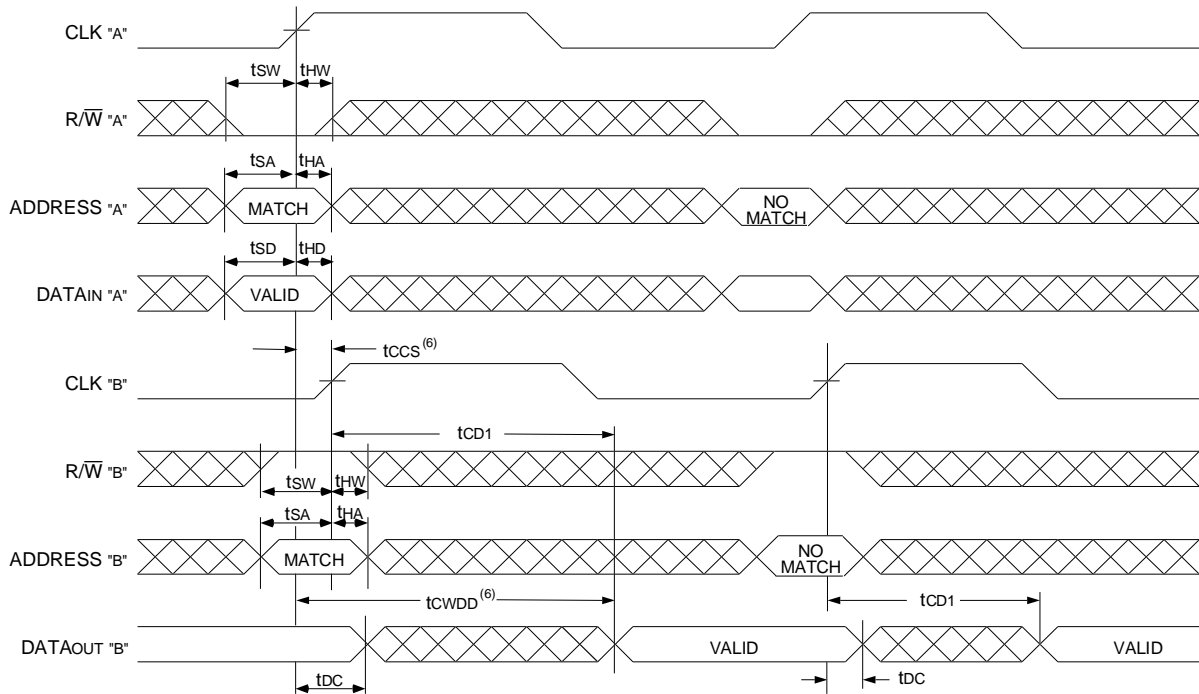 CLK "A"
tSW tHW
R/W̅ "A"
tSA tHA
ADDRESS "A" MATCH NO MATCH
tSD tHD
DATAIN "A" VALID
tCCS(6)
CLK "B"
tCD1
R/W̅ "B"
tSW tHW
tSA tHA
ADDRESS "B" MATCH NO MATCH
tCWDD(6) tCD1
DATAOUT "B" VALID VALID
tDC tDC